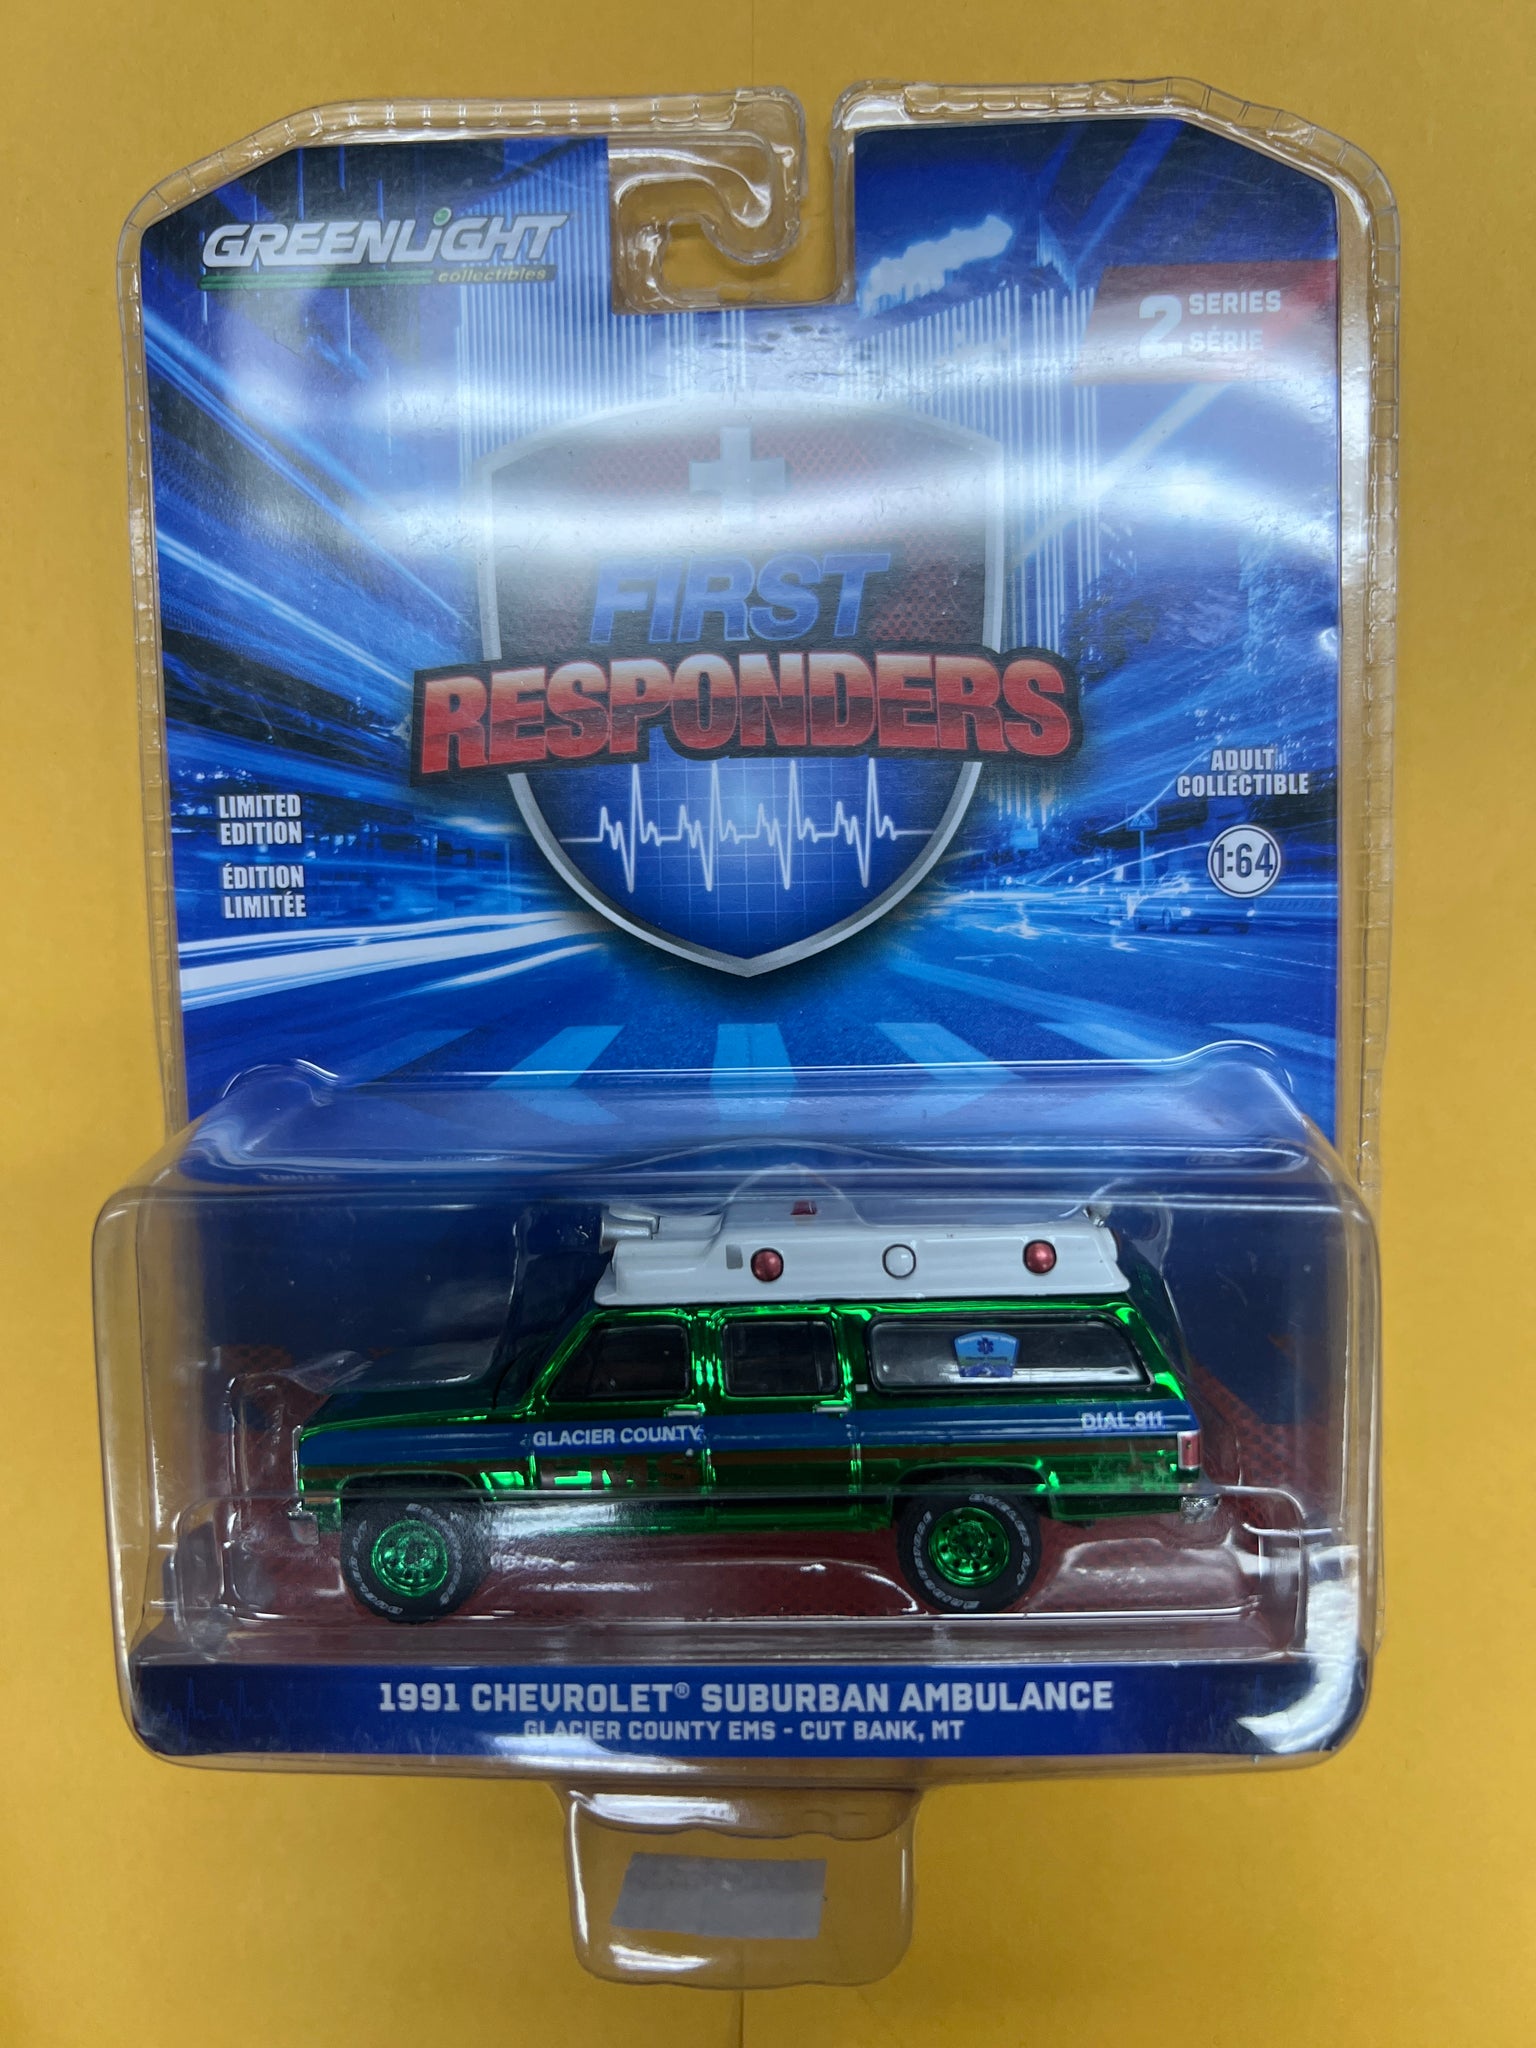 GREENLiGHT
collectibles
2 SERIES
SÉRIE
FIRST
RESPONDERS
LIMITED
EDITION
ÉDITION
LIMITÉE
ADULT
COLLECTIBLE
1:64
GLACIER COUNTY
EMS
DIAL 911
1991 CHEVROLET® SUBURBAN AMBULANCE
GLACIER COUNTY EMS - CUT BANK, MT